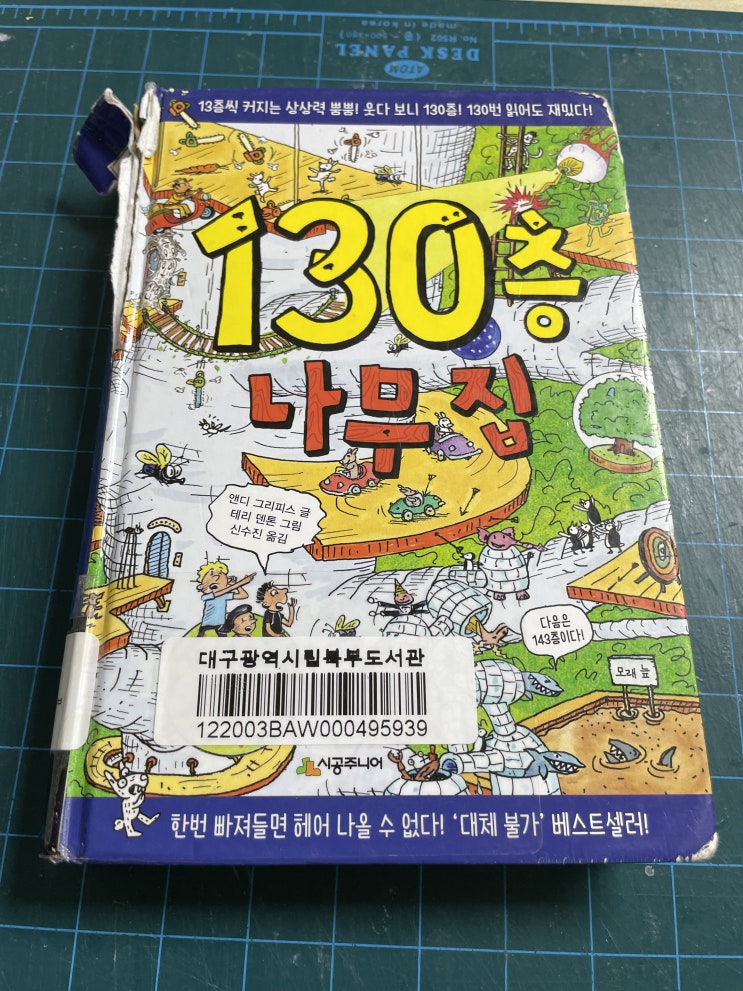 made in Korea
DESK PANEL
ATOM
13층씩 커지는 상상력 뿜뿜! 웃다 보니 130층! 130번 읽어도 재밌다!
130층
나무집
앤디 그리피스 글
테리 덴톤 그림
신수진 옮김
다음은
143층이다!
모래 늪
대구광역시립북부도서관
122003BAW000495939
시공주니어
한번 빠져들면 헤어 나올 수 없다! ‘대체 불가’ 베스트셀러!